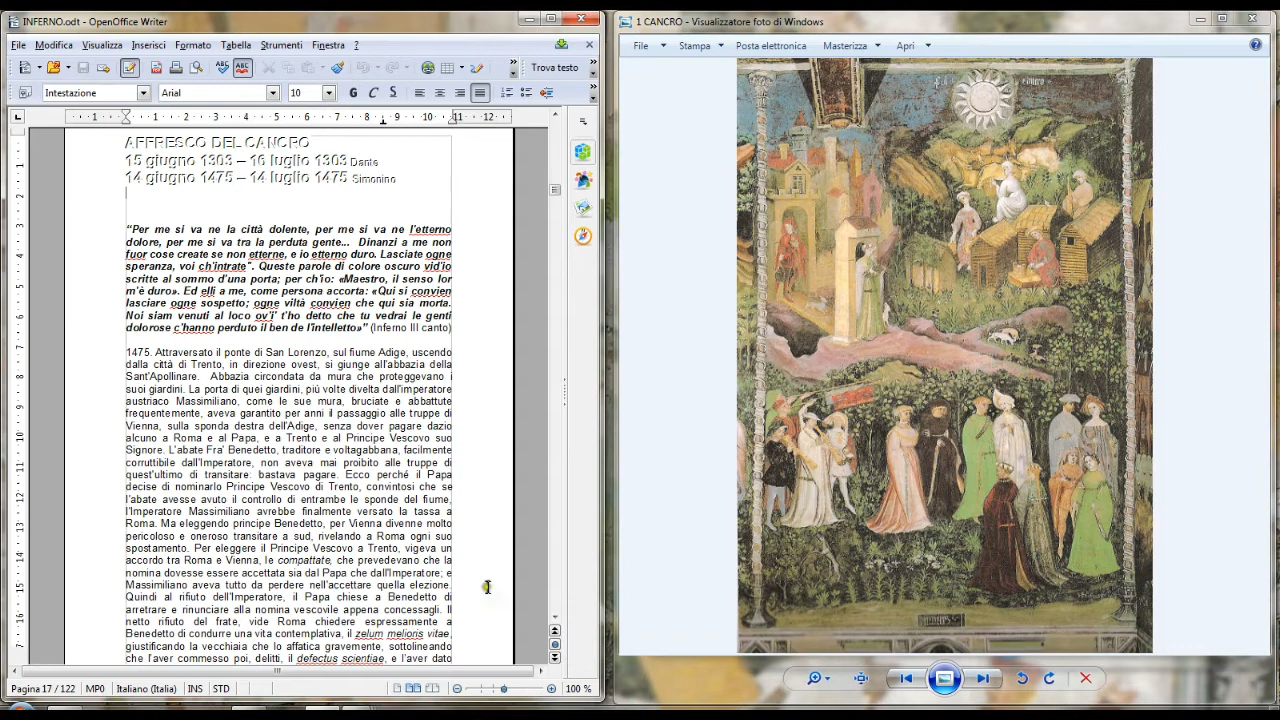 INFERNO.odt - OpenOffice Writer
File Modifica Visualizza Inserisci Formato Tabella Strumenti Finestra ?
Trova testo
Intestazione Arial 10
1 1 2 3 4 5 6 7 8 9 10 11 12
AFFRESCO DEL CANCRO
15 giugno 1303 – 16 luglio 1303 Dante
14 giugno 1475 – 14 luglio 1475 Simonino
“Per me si va ne la città dolente, per me si va ne l'etterno
dolore, per me si va tra la perduta gente... Dinanzi a me non
fuor cose create se non etterne, e io etterno duro. Lasciate ogne
speranza, voi ch'intrate". Queste parole di colore oscuro vid'io
scritte al sommo d'una porta; per ch'io: «Maestro, il senso lor
m'è duro». Ed elli a me, come persona accorta: «Qui si convien
lasciare ogne sospetto; ogne viltà convien che qui sia morta.
Noi siam venuti al loco ov'i' t'ho detto che tu vedrai le genti
dolorose c'hanno perduto il ben de l'intelletto»” (Inferno III canto)
1475. Attraversato il ponte di San Lorenzo, sul fiume Adige, uscendo
dalla città di Trento, in direzione ovest, si giunge all'abbazia della
Sant'Apollinare. Abbazia circondata da mura che proteggevano i
suoi giardini. La porta di quei giardini, più volte divelta dall'imperatore
austriaco Massimiliano, come le sue mura, bruciate e abbattute
frequentemente, aveva garantito per anni il passaggio alle truppe di
Vienna, sulla sponda destra dell'Adige, senza dover pagare dazio
alcuno a Roma e al Papa, e a Trento e al Principe Vescovo suo
Signore. L'abate Fra' Benedetto, traditore e voltagabbana, facilmente
corruttibile dall'Imperatore, non aveva mai proibito alle truppe di
quest'ultimo di transitare: bastava pagare. Ecco perché il Papa
decise di nominarlo Principe Vescovo di Trento, convintosi che se
l'abate avesse avuto il controllo di entrambe le sponde del fiume,
l'Imperatore Massimiliano avrebbe finalmente versato la tassa a
Roma. Ma eleggendo principe Benedetto, per Vienna divenne molto
pericoloso e oneroso transitare a sud, rivelando a Roma ogni suo
spostamento. Per eleggere il Principe Vescovo a Trento, vigeva un
accordo tra Roma e Vienna, le compattate, che prevedevano che la
nomina dovesse essere accettata sia dal Papa che dall'Imperatore; e
Massimiliano aveva tutto da perdere nell'accettare quella elezione.
Quindi al rifiuto dell'Imperatore, il Papa chiese a Benedetto di
arretrare e rinunciare alla nomina vescovile appena concessagli. Il
netto rifiuto del frate, vide Roma chiedere espressamente a
Benedetto di condurre una vita contemplativa, il zelum melioris vitae,
giustificando la vecchiaia che lo affatica gravemente, sottolineando
che l'aver commesso poi, delitti, il defectus scientiae, e l'aver dato
Pagina 17 / 122 MP0 Italiano (Italia) INS STD 100 %
1 CANCRO - Visualizzatore foto di Windows
File Stampa Posta elettronica Masterizza Apri